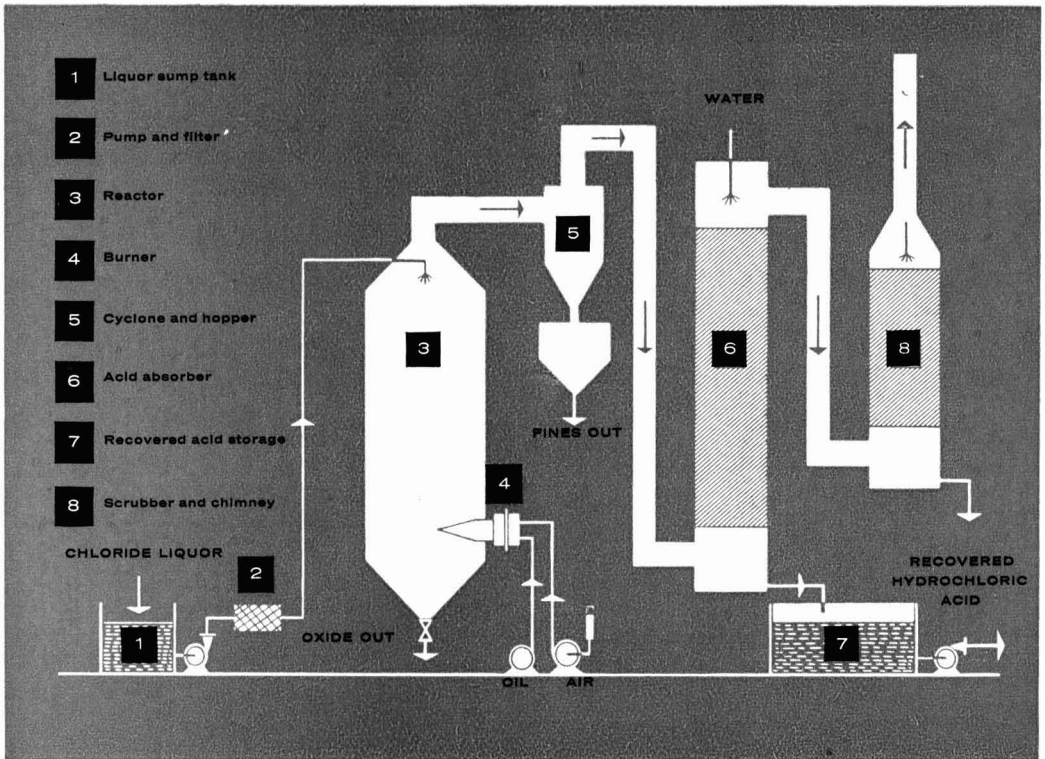 1 Liquor sump tank
2 Pump and filter
3 Reactor
4 Burner
5 Cyclone and hopper
6 Acid absorber
7 Recovered acid storage
8 Scrubber and chimney
CHLORIDE LIQUOR
1
2
OXIDE OUT
3
4
OIL
AIR
5
FINES OUT
WATER
6
8
7
RECOVERED
HYDROCHLORIC
ACID